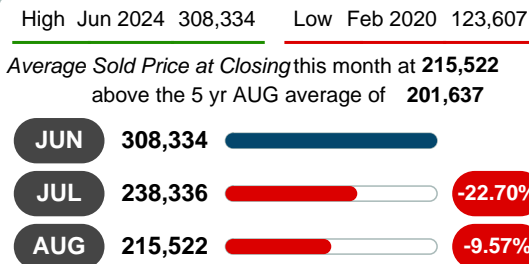 High Jun 2024 308,334 Low Feb 2020 123,607
Average Sold Price at Closing this month at 215,522
above the 5 yr AUG average of 201,637
JUN 308,334
JUL 238,336 -22.70%
AUG 215,522 -9.57%